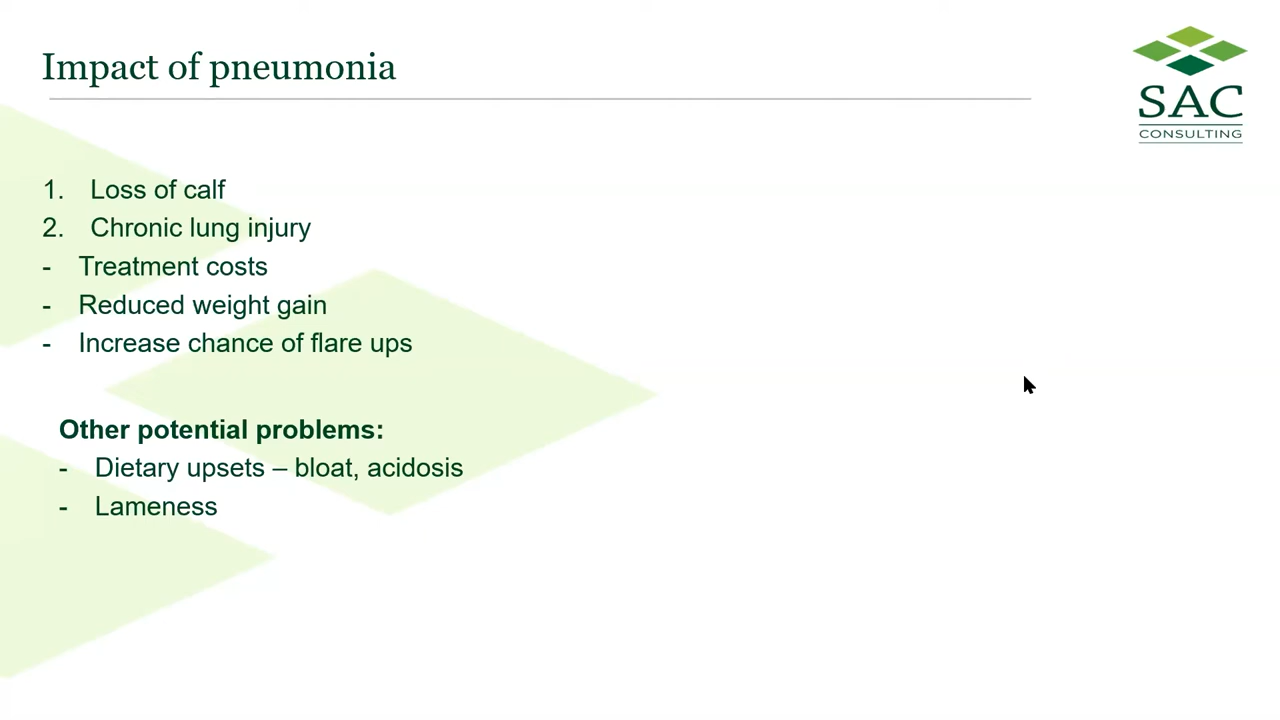 Impact of pneumonia
SAC
CONSULTING
1. Loss of calf
2. Chronic lung injury
- Treatment costs
- Reduced weight gain
- Increase chance of flare ups
Other potential problems:
- Dietary upsets – bloat, acidosis
- Lameness